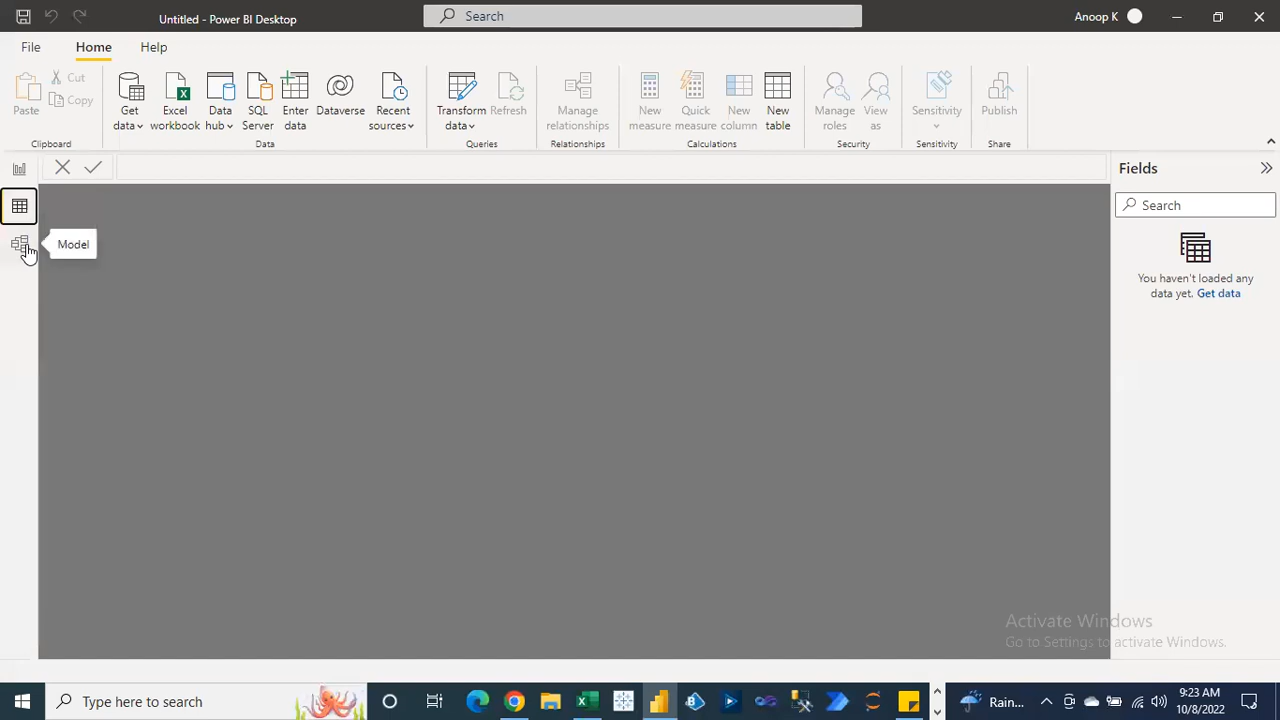 Untitled - Power BI Desktop
Search
Anoop K
File
Home
Help
Paste
Cut
Copy
Get data
Excel workbook
Data hub
SQL Server
Enter data
Dataverse
Recent sources
Transform data
Refresh
Manage relationships
New measure
Quick measure
New column
New table
Manage roles
View as
Sensitivity
Publish
Clipboard
Data
Queries
Relationships
Calculations
Security
Sensitivity
Share
Fields
Search
Model
You haven't loaded any
data yet. Get data
Activate Windows
Go to Settings to activate Windows.
Type here to search
Rain...
9:23 AM
10/8/2022